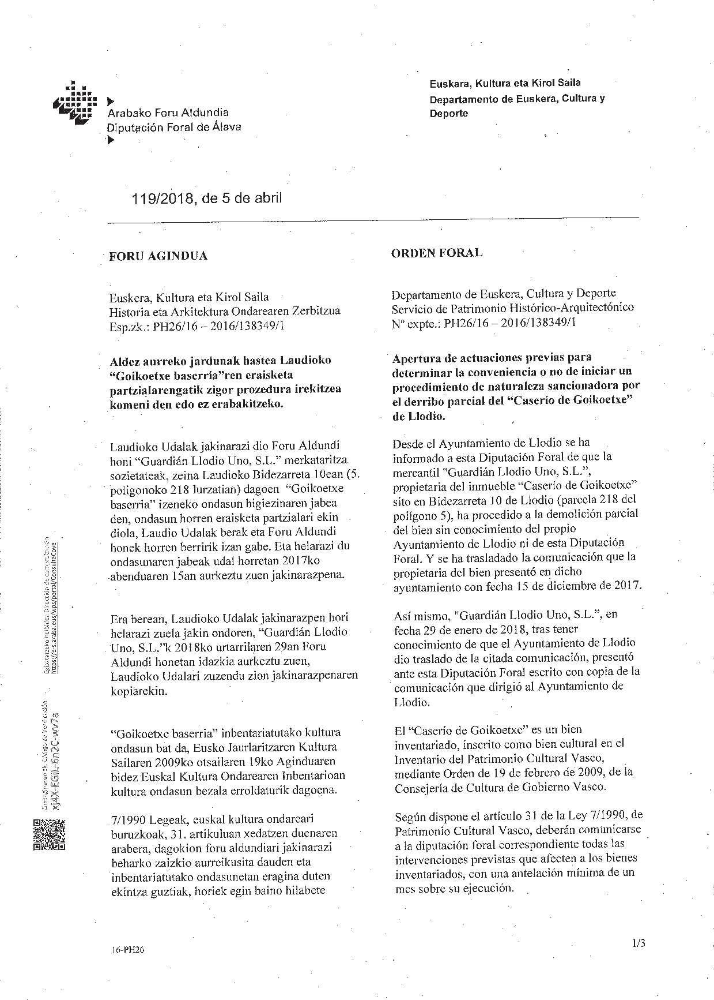 Arabako Foru Aldundia
Diputación Foral de Álava
Euskara, Kultura eta Kirol Saila
Departamento de Euskera, Cultura y
Deporte
119/2018, de 5 de abril
FORU AGINDUA
Euskera, Kultura eta Kirol Saila
Historia eta Arkitektura Ondarearen Zerbitzua
Esp.zk.: PH26/16 – 2016/138349/1
Aldez aurreko jardunak hastea Laudioko
“Goikoetxe baserria”ren eraisketa
partzialarengatik zigor prozedura irekitzea
komeni den edo ez erabakitzeko.
Laudioko Udalak jakinarazi dio Foru Aldundi
honi “Guardián Llodio Uno, S.L.” merkataritza
sozietateak, zeina Laudioko Bidezarreta 10ean (5.
poligonoko 218 lurzatian) dagoen “Goikoetxe
baserria” izeneko ondasun higiezinaren jabea
den, ondasun horren eraisketa partzialari ekin
diola, Laudio Udalak berak eta Foru Aldundi
honek horren berririk izan gabe. Eta helarazi du
ondasunaren jabeak udal horretan 2017ko
abenduaren 15an aurkeztu zuen jakinarazpena.
Era berean, Laudioko Udalak jakinarazpen hori
helarazi zuela jakin ondoren, “Guardián Llodio
Uno, S.L.”k 2018ko urtarrilaren 29an Foru
Aldundi honetan idazkia aurkeztu zuen,
Laudioko Udalari zuzendu zion jakinarazpenaren
kopiarekin.
“Goikoetxe baserria” inbentariatutako kultura
ondasun bat da, Eusko Jaurlaritzaren Kultura
Sailaren 2009ko otsailaren 19ko Aginduaren
bidez Euskal Kultura Ondarearen Inbentarioan
kultura ondasun bezala erroldaturik dagoena.
7/1990 Legeak, euskal kultura ondareari
buruzkoak, 31. artikuluan xedatzen duenaren
arabera, dagokion foru aldundiari jakinarazi
beharko zaizkio aurreikusita dauden eta
inbentariatutako ondasunetan eragina duten
ekintza guztiak, horiek egin baino hilabete
ORDEN FORAL
Departamento de Euskera, Cultura y Deporte
Servicio de Patrimonio Histórico-Arquitectónico
Nº expte.: PH26/16 – 2016/138349/1
Apertura de actuaciones previas para
determinar la conveniencia o no de iniciar un
procedimiento de naturaleza sancionadora por
el derribo parcial del “Caserío de Goikoetxe”
de Llodio.
Desde el Ayuntamiento de Llodio se ha
informado a esta Diputación Foral de que la
mercantil "Guardián Llodio Uno, S.L.”,
propietaria del inmueble “Caserío de Goikoetxe”
sito en Bidezarreta 10 de Llodio (parcela 218 del
polígono 5), ha procedido a la demolición parcial
del bien sin conocimiento del propio
Ayuntamiento de Llodio ni de esta Diputación
Foral. Y se ha trasladado la comunicación que la
propietaria del bien presentó en dicho
ayuntamiento con fecha 15 de diciembre de 2017.
Así mismo, "Guardián Llodio Uno, S.L.”, en
fecha 29 de enero de 2018, tras tener
conocimiento de que el Ayuntamiento de Llodio
dio traslado de la citada comunicación, presentó
ante esta Diputación Foral escrito con copia de la
comunicación que dirigió al Ayuntamiento de
Llodio.
El “Caserío de Goikoetxe” es un bien
inventariado, inscrito como bien cultural en el
Inventario del Patrimonio Cultural Vasco,
mediante Orden de 19 de febrero de 2009, de la
Consejería de Cultura de Gobierno Vasco.
Según dispone el artículo 31 de la Ley 7/1990, de
Patrimonio Cultural Vasco, deberán comunicarse
a la diputación foral correspondiente todas las
intervenciones previstas que afecten a los bienes
inventariados, con una antelación mínima de un
mes sobre su ejecución.
Egiaztatzeko helbidea Dirección de comprobación
https://e-s.araba.eus/wps/portal/ConsultaCove
Código de Verificación
xj4X-EGiL-6n2C-wv7a
16-PH26
1/3